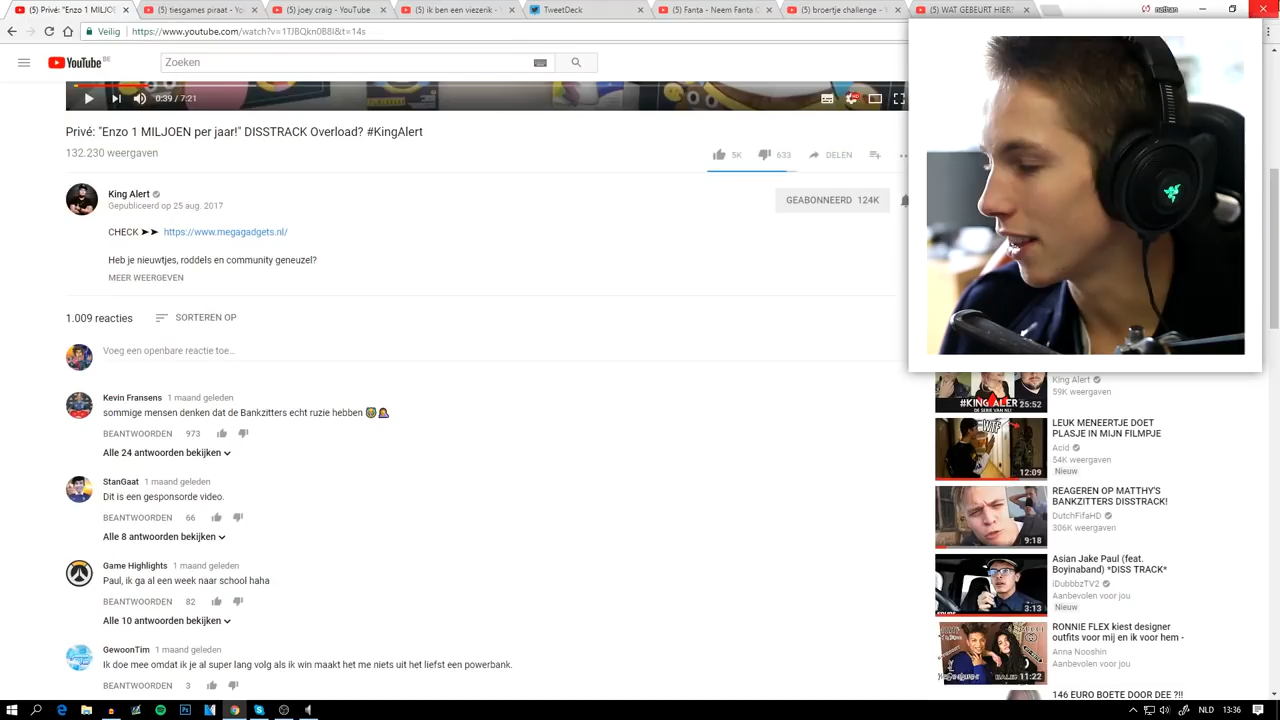 (5) Privé: "Enzo 1 MILJOEN
(5) tiesgames piraat - Yo
(5) joey craig - YouTube
(5) ik ben een viezerik -
TweetDeck
(5) Fanta - Nem Fanta
(5) broertje challenge -
(5) WAT GEBEURT HIER?
nathan
Veilig
https://www.youtube.com/watch?v=1TJBQkn0B8I&t=14s
YouTube BE
Zoeken
0:39 / 7:21
HD
Privé: "Enzo 1 MILJOEN per jaar!" DISSTRACK Overload? #KingAlert
132.230 weergaven
5K
633
DELEN
King Alert
Gepubliceerd op 25 aug. 2017
GEABONNEERD 124K
CHECK ➤➤ https://www.megagadgets.nl/
Heb je nieuwtjes, roddels en community geneuzel?
MEER WEERGEVEN
1.009 reacties
SORTEREN OP
Voeg een openbare reactie toe...
Kevin Fransens 1 maand geleden
sommige mensen denken dat de Bankzitters echt ruzie hebben
BEANTWOORDEN 973
Alle 24 antwoorden bekijken
StanGaat 1 maand geleden
Dit is een gesponsorde video.
BEANTWOORDEN 66
Alle 8 antwoorden bekijken
Game Highlights 1 maand geleden
Paul, ik ga al een week naar school haha
BEANTWOORDEN 82
Alle 10 antwoorden bekijken
GewoonTim 1 maand geleden
Ik doe mee omdat ik je al super lang volg als ik win maakt het me niets uit het liefst een powerbank.
BEANTWOORDEN 3
King Alert
59K weergaven
#KING ALER
25:52
LEUK MENEERTJE DOET
PLASJE IN MIJN FILMPJE
Acid
54K weergaven
Nieuw
WTF
12:09
REAGEREN OP MATTHY'S
BANKZITTERS DISSTRACK!
DutchFifaHD
306K weergaven
9:18
Asian Jake Paul (feat.
Boyinaband) *DISS TRACK*
iDubbbzTV2
Aanbevolen voor jou
Nieuw
3:13
RONNIE FLEX kiest designer
outfits voor mij en ik voor hem -
Anna Nooshin
Aanbevolen voor jou
11:22
146 EURO BOETE DOOR DEE ?!!
NLD
13:36